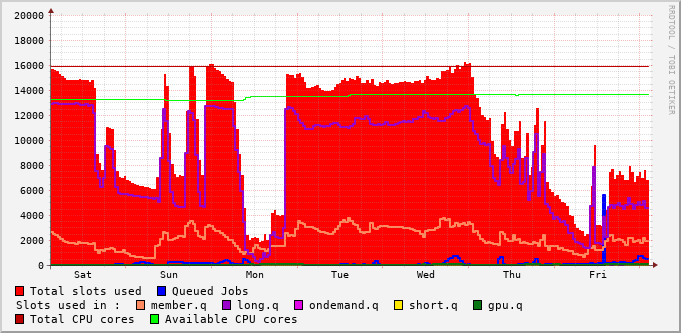 20000
18000
16000
14000
12000
10000
8000
6000
4000
2000
0
Sat Sun Mon Tue Wed Thu Fri
RRDTOOL / TOBI OETIKER
Total slots used Queued Jobs
Slots used in : member.q long.q ondemand.q short.q gpu.q
Total CPU cores Available CPU cores